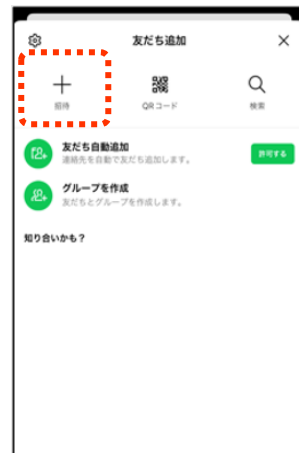 友だち追加
招待
QRコード
検索
友だち自動追加
連絡先を自動で友だち追加します。
許可する
グループを作成
友だちとグループを作成します。
知り合いかも？